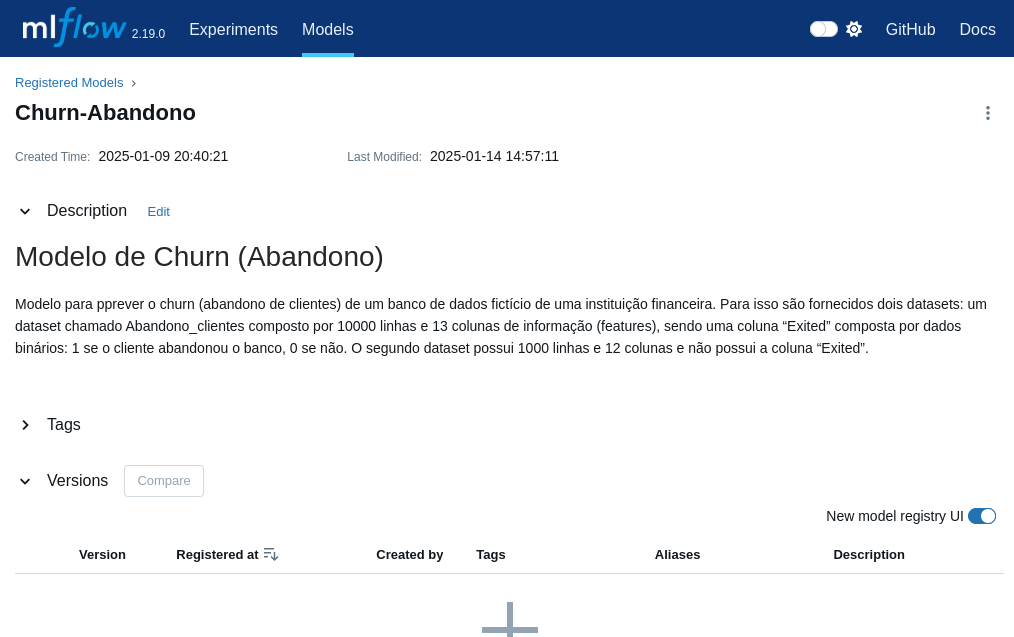 mlflow 2.19.0 Experiments Models GitHub Docs
Registered Models ›
Churn-Abandono
Created Time: 2025-01-09 20:40:21 Last Modified: 2025-01-14 14:57:11
Description Edit
Modelo de Churn (Abandono)
Modelo para pprever o churn (abandono de clientes) de um banco de dados fictício de uma instituição financeira. Para isso são fornecidos dois datasets: um
dataset chamado Abandono_clientes composto por 10000 linhas e 13 colunas de informação (features), sendo uma coluna “Exited” composta por dados
binários: 1 se o cliente abandonou o banco, 0 se não. O segundo dataset possui 1000 linhas e 12 colunas e não possui a coluna “Exited”.
Tags
Versions Compare
New model registry UI
Version Registered at Created by Tags Aliases Description